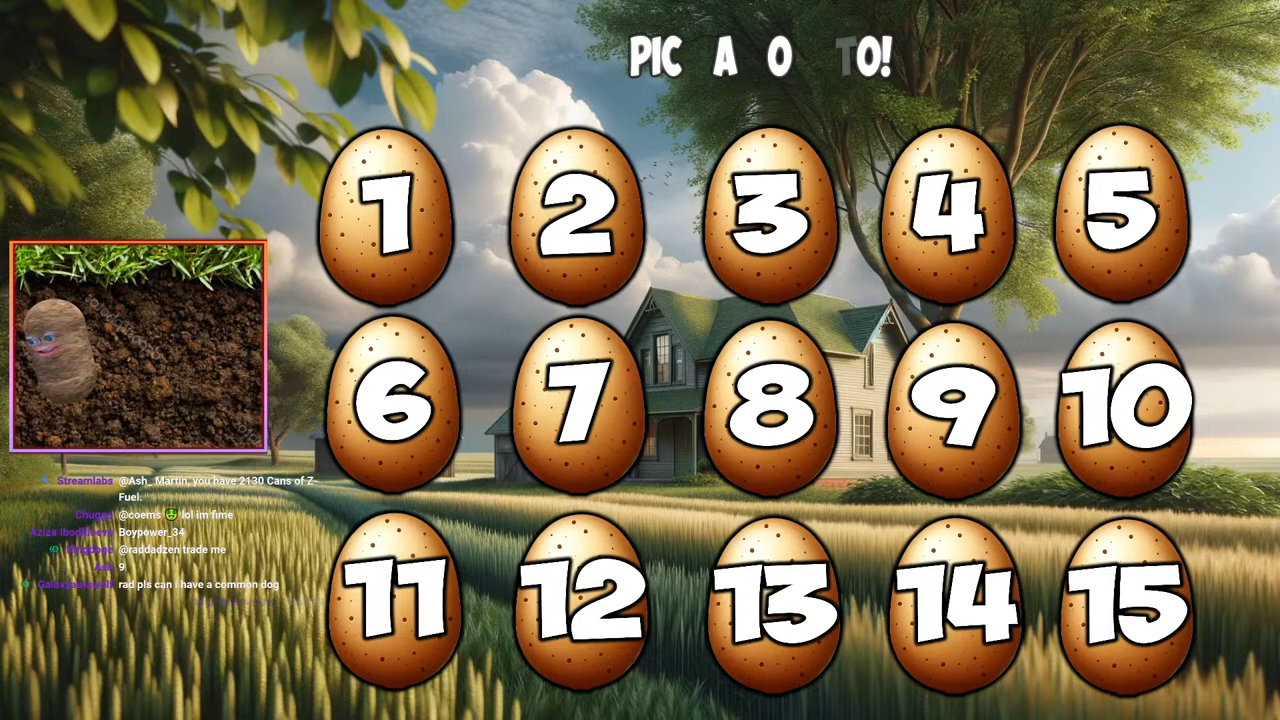 PIC A O TO!
1 2 3 4 5
6 7 8 9 10
11 12 13 14 15
Streamlabs @Ash_Martin, you have 2130 Cans of Z-
Fuel.
@coems lol im fime
Boypower_34
@raddadzen trade me
Ash 9
rad pls can i have a common dog